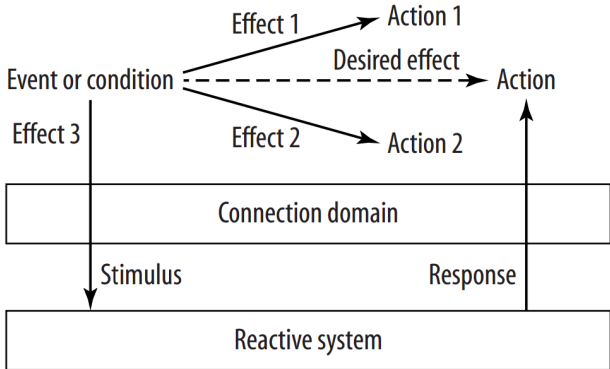 Effect 1
Action 1
Desired effect
Event or condition
Action
Effect 3
Effect 2
Action 2
Connection domain
Stimulus
Response
Reactive system